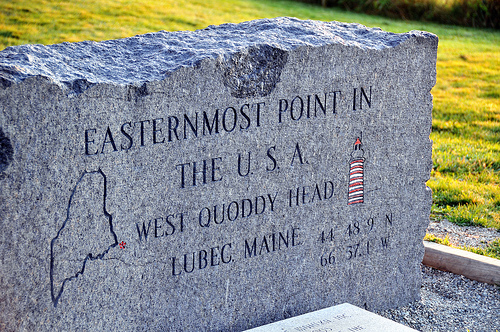 EASTERNMOST POINT IN
THE U. S. A.
WEST QUODDY HEAD
LUBEC, MAINE
44 48.9 N
66 57.1 W